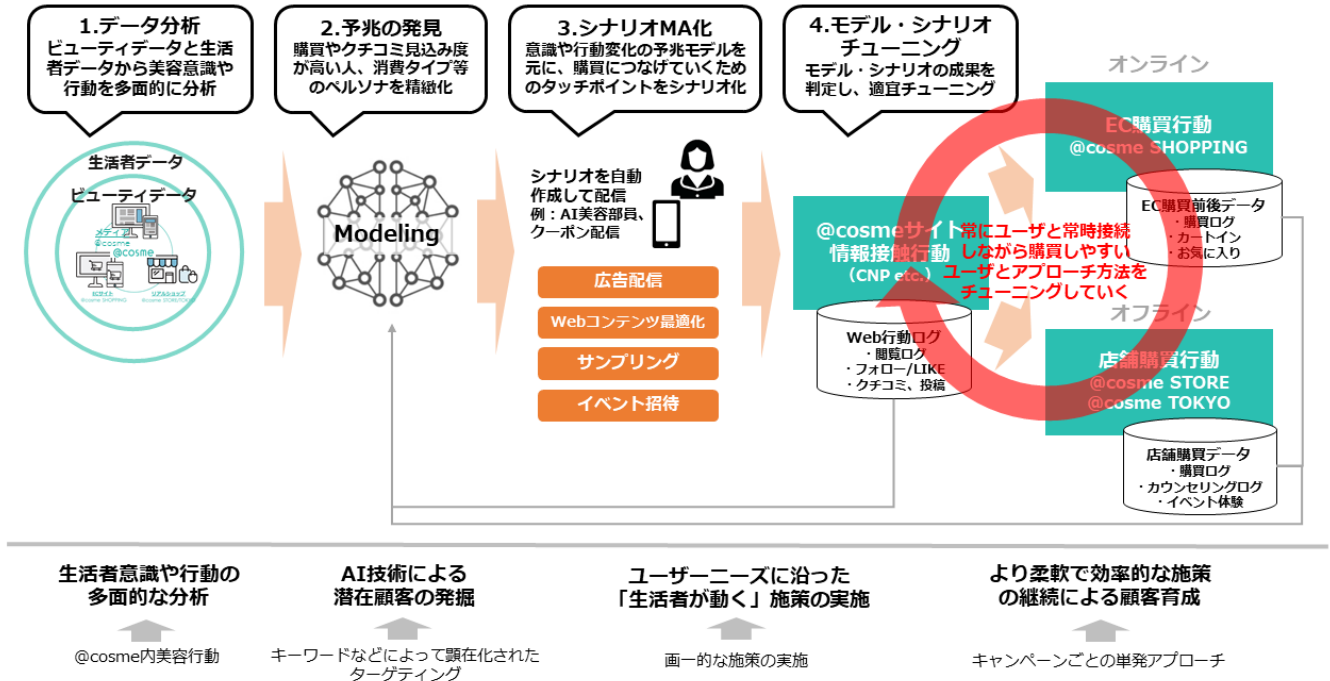 1.データ分析
ビューティデータと生活
者データから美容意識や
行動を多面的に分析
2.予兆の発見
購買やクチコミ見込み度
が高い人、消費タイプ等
のペルソナを精緻化
3.シナリオMA化
意識や行動変化の予兆モデルを
元に、購買につなげていくため
のタッチポイントをシナリオ化
4.モデル・シナリオ
チューニング
モデル・シナリオの成果を
判定し、適宜チューニング
生活者データ
ビューティデータ
メディア
@cosme
@cosme
ECサイト
@cosme SHOPPING
リアルショップ
@cosme STORE/TOKYO
Modeling
シナリオを自動
作成して配信
例：AI美容部員、
クーポン配信
広告配信
Webコンテンツ最適化
サンプリング
イベント招待
@cosmeサイト
情報接触行動
（CNP etc.）
Web行動ログ
・閲覧ログ
・フォロー/LIKE
・クチコミ、投稿
オンライン
EC購買行動
@cosme SHOPPING
EC購買前後データ
・購買ログ
・カートイン
・お気に入り
常にユーザと常時接続
しながら購買しやすい
ユーザとアプローチ方法を
チューニングしていく
オフライン
店舗購買行動
@cosme STORE
@cosme TOKYO
店舗購買データ
・購買ログ
・カウンセリングログ
・イベント体験
生活者意識や行動の
多面的な分析
@cosme内美容行動
AI技術による
潜在顧客の発掘
キーワードなどによって顕在化された
ターゲティング
ユーザーニーズに沿った
「生活者が動く」施策の実施
画一的な施策の実施
より柔軟で効率的な施策
の継続による顧客育成
キャンペーンごとの単発アプローチ